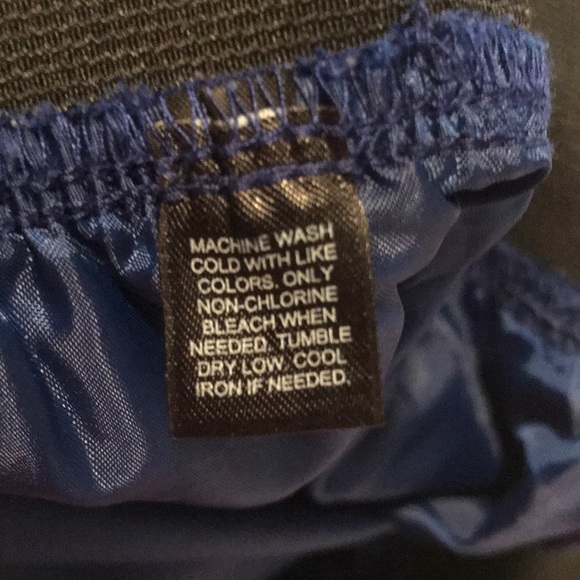 MACHINE WASH
COLD WITH LIKE
COLORS. ONLY
NON-CHLORINE
BLEACH WHEN
NEEDED. TUMBLE
DRY LOW. COOL
IRON IF NEEDED.